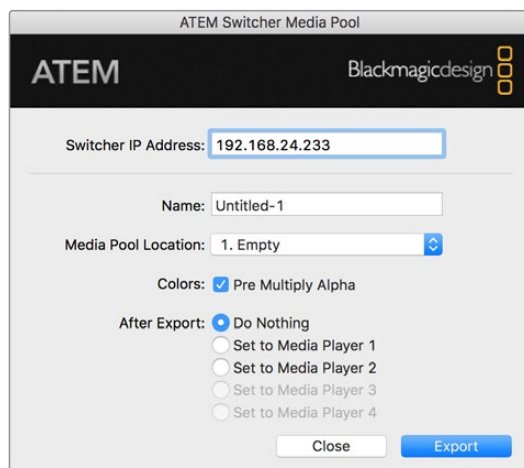 ATEM Switcher Media Pool
ATEM Blackmagicdesign
Switcher IP Address: 192.168.24.233
Name: Untitled-1
Media Pool Location: 1. Empty
Colors: Pre Multiply Alpha
After Export: Do Nothing
Set to Media Player 1
Set to Media Player 2
Set to Media Player 3
Set to Media Player 4
Close Export